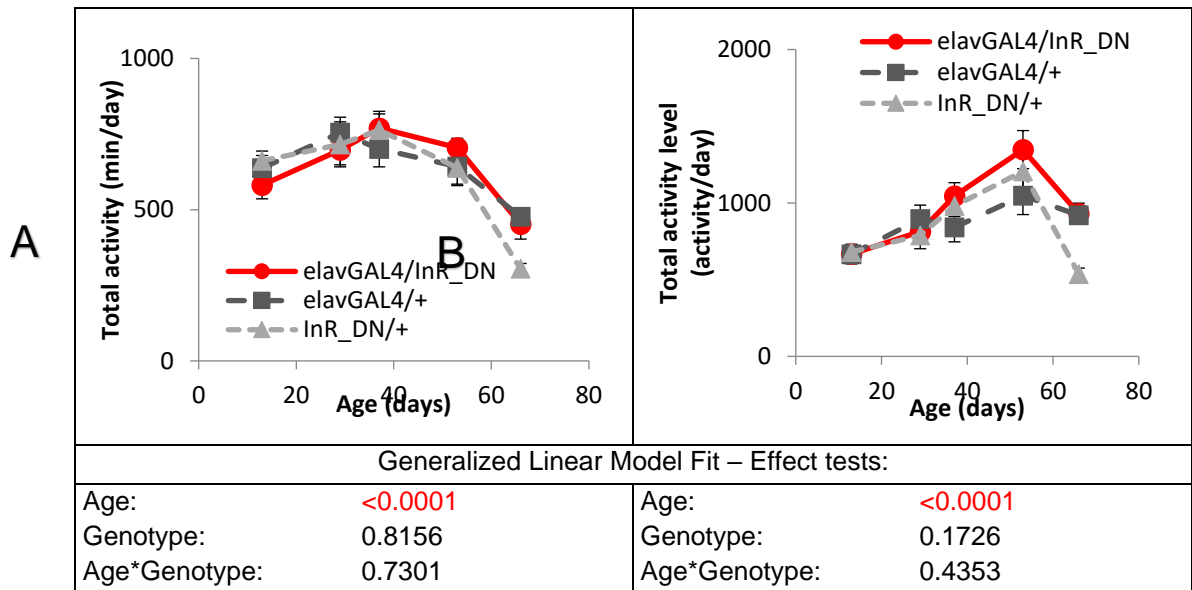 A
1000
500
0
Total activity (min/day)
elavGAL4/InR_DN
elavGAL4/+
InR_DN/+
B
0 20 40 60 80
Age (days)
2000
1000
0
Total activity level
(activity/day)
elavGAL4/InR_DN
elavGAL4/+
InR_DN/+
0 20 40 60 80
Age (days)
Generalized Linear Model Fit – Effect tests:
Age: <0.0001
Genotype: 0.8156
Age*Genotype: 0.7301
Age: <0.0001
Genotype: 0.1726
Age*Genotype: 0.4353